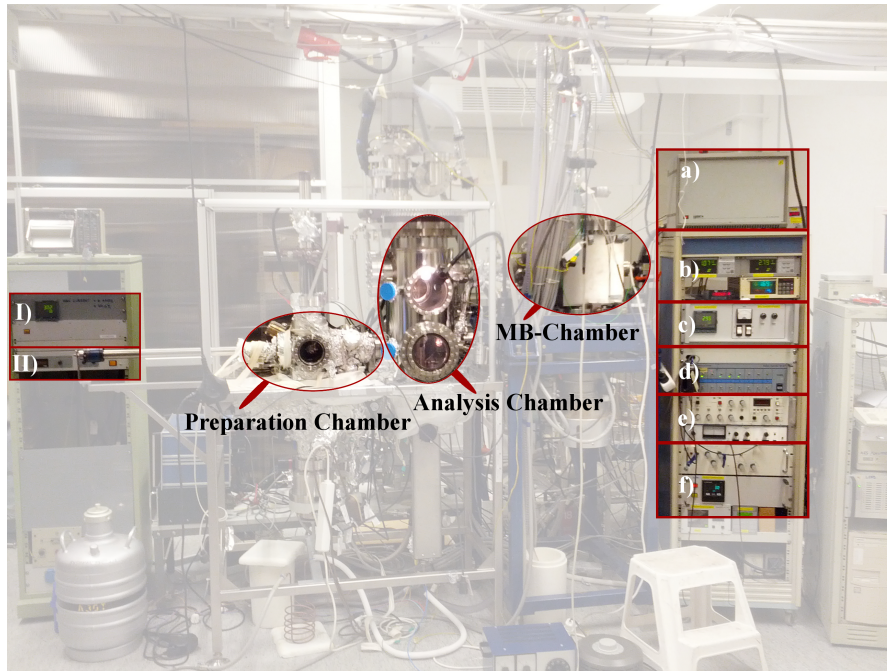 a)
b)
c)
d)
e)
f)
I)
II)
MB-Chamber
Analysis Chamber
Preparation Chamber